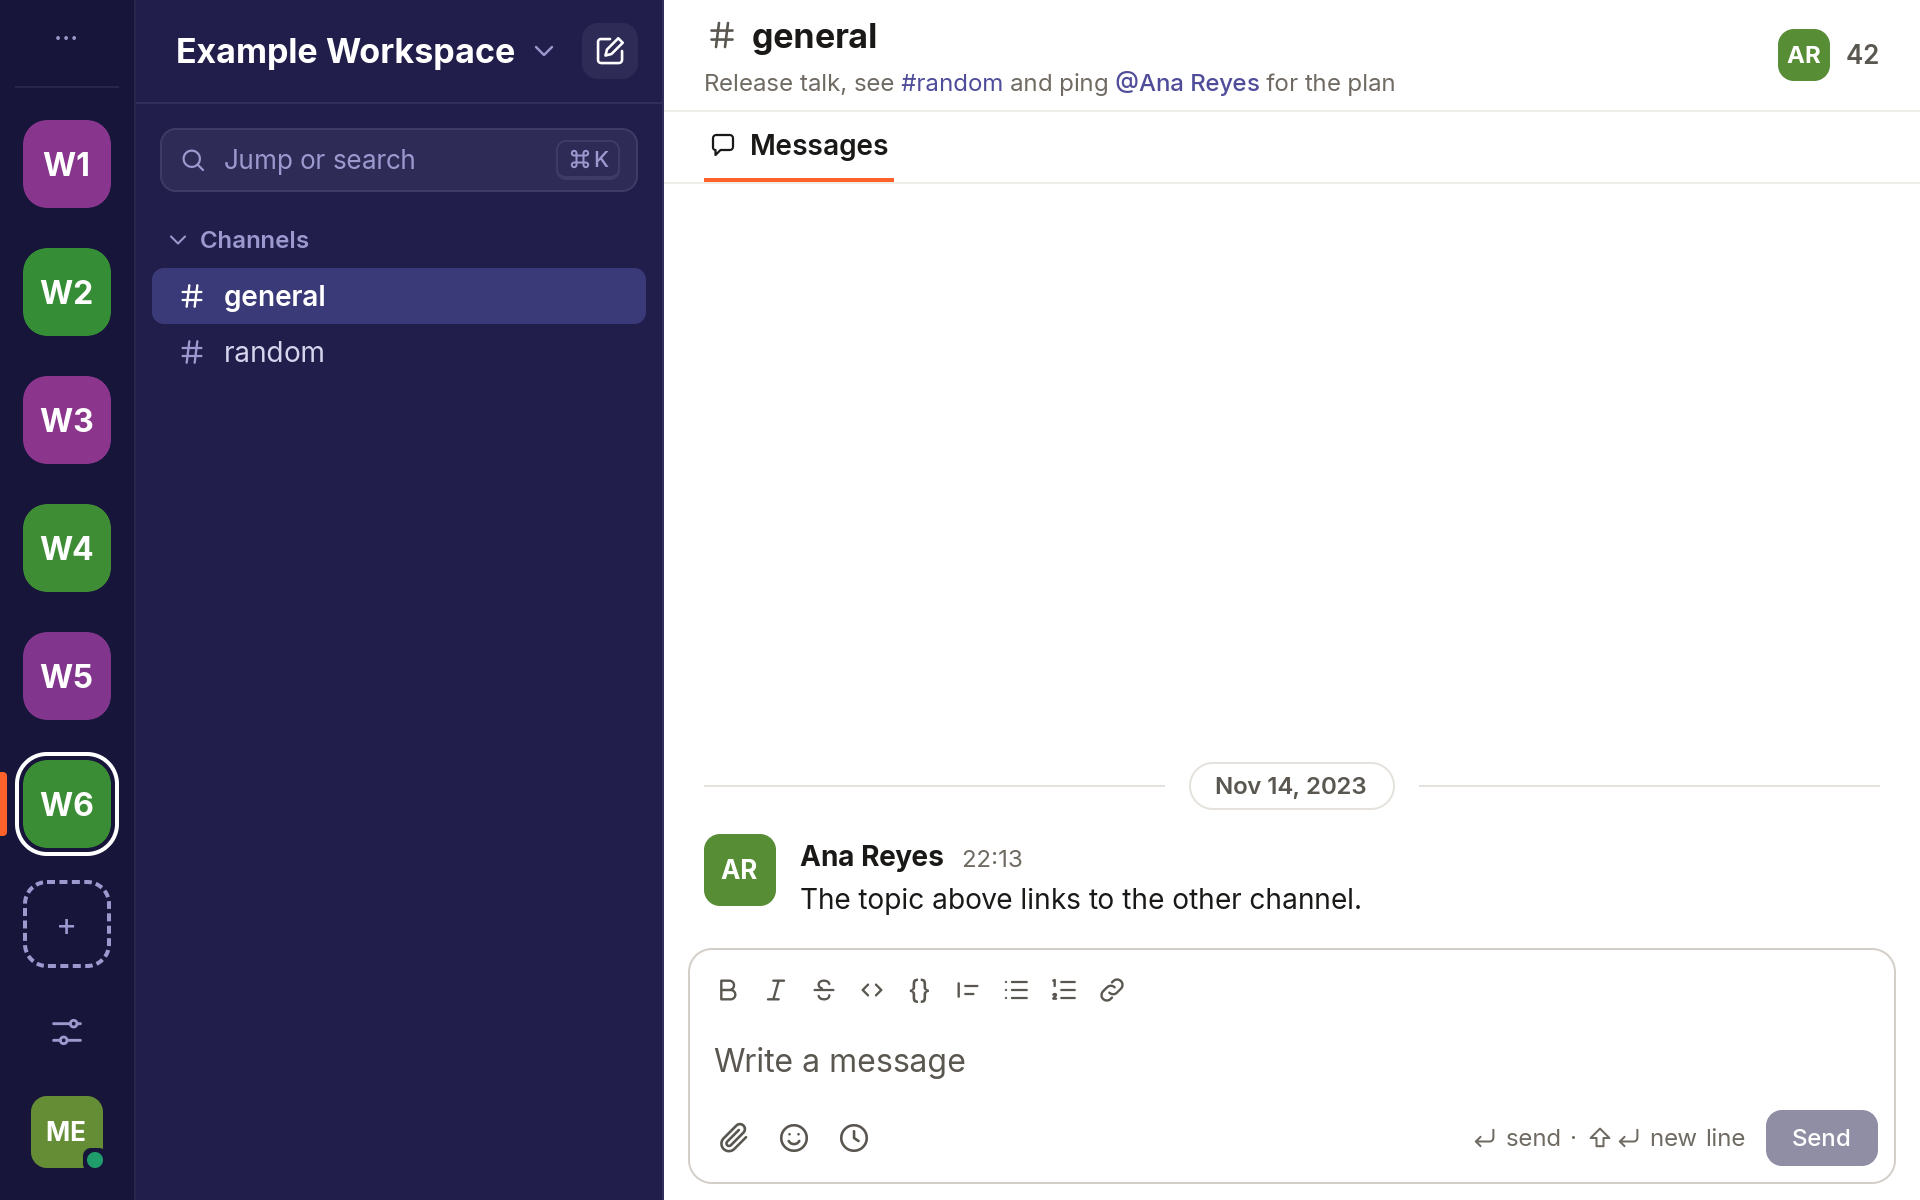 W1
W2
W3
W4
W5
W6
+
ME
Example Workspace
Jump or search ⌘K
Channels
# general
# random
# general
Release talk, see #random and ping @Ana Reyes for the plan
AR 42
Messages
Nov 14, 2023
AR
Ana Reyes 22:13
The topic above links to the other channel.
Write a message
send · new line
Send